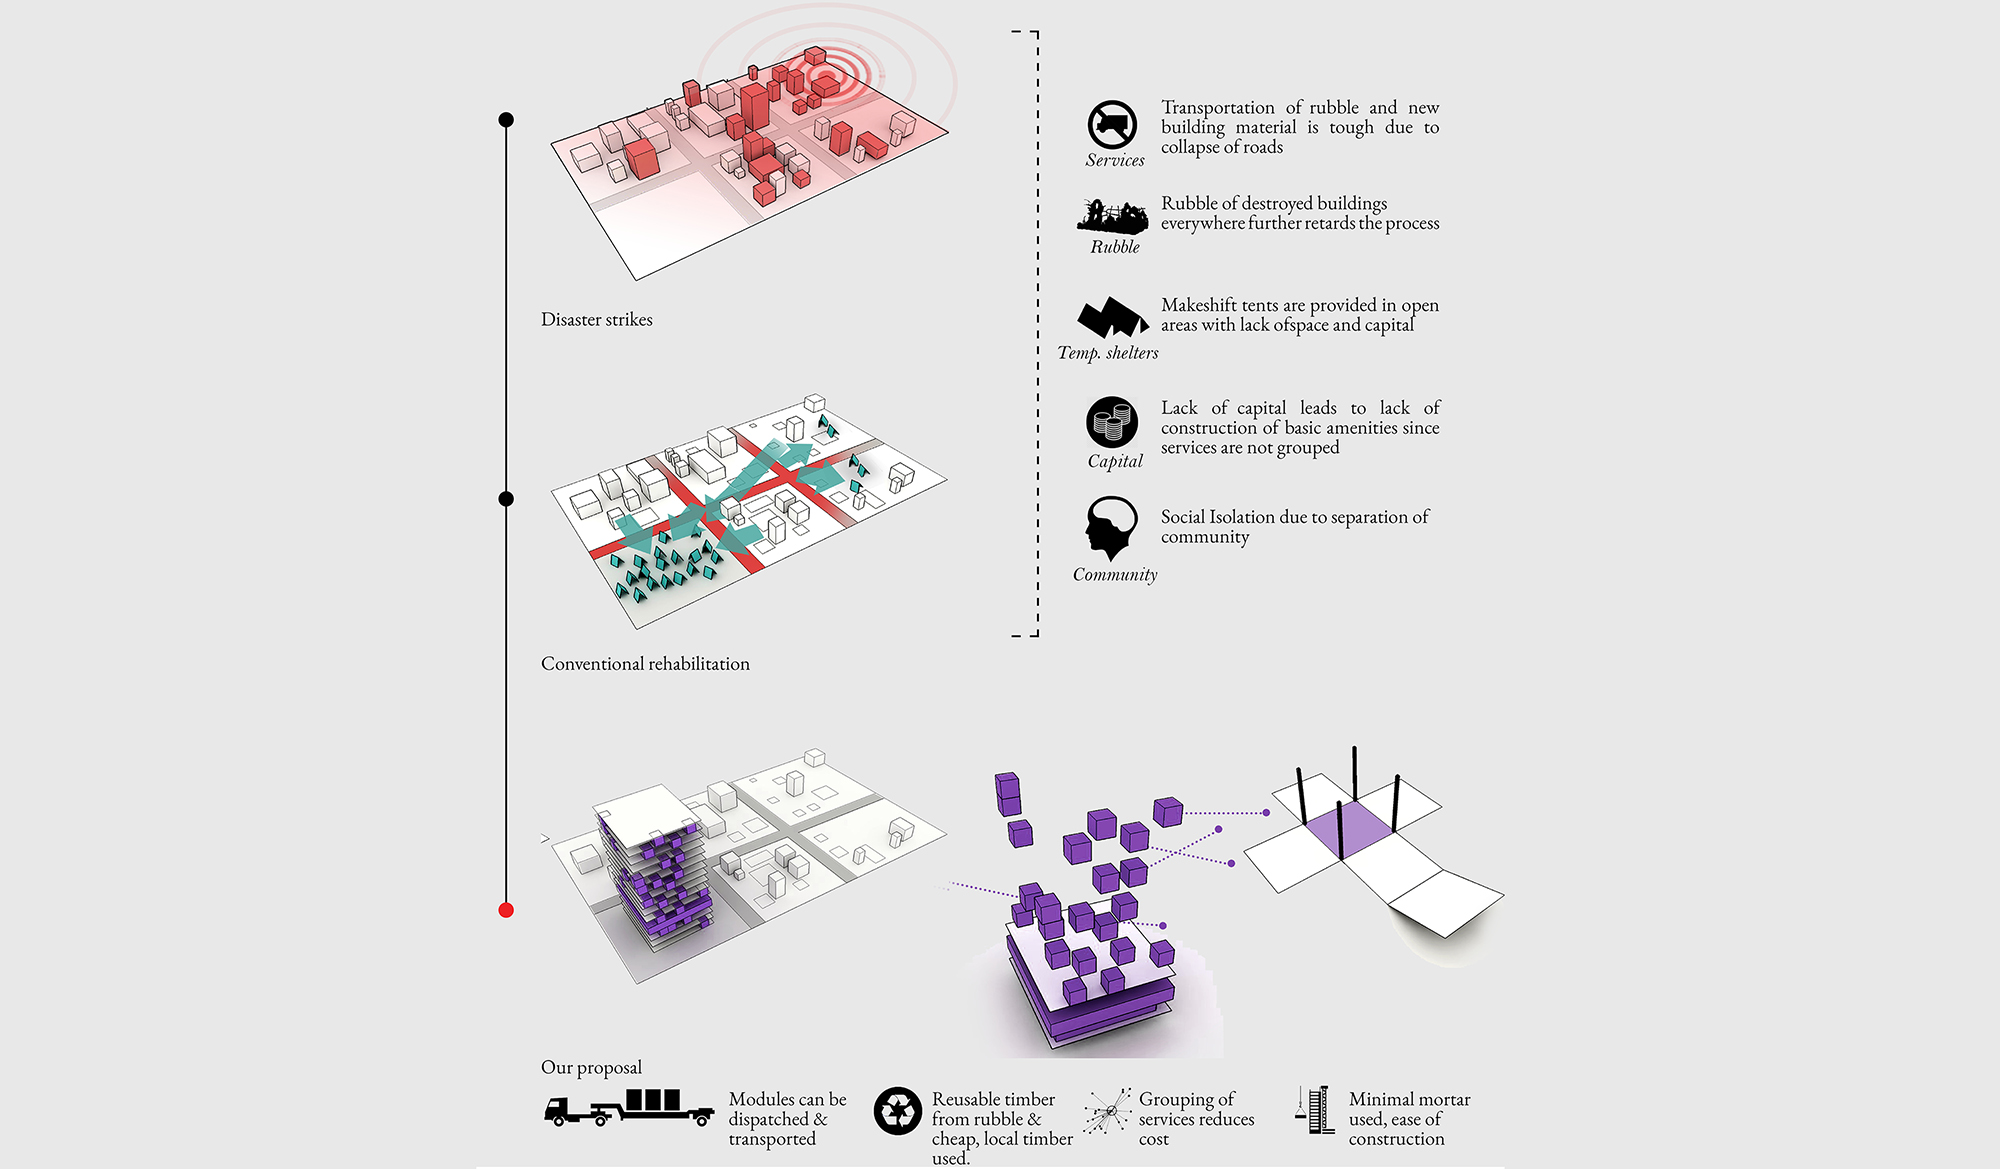 Transportation of rubble and new
building material is tough due to
collapse of roads
Services
Rubble of destroyed buildings
everywhere further retards the process
Rubble
Disaster strikes
Makeshift tents are provided in open
areas with lack ofspace and capital
Temp. shelters
Lack of capital leads to lack of
construction of basic amenities since
services are not grouped
Capital
Social Isolation due to separation of
community
Community
Conventional rehabilitation
Our proposal
Modules can be
dispatched &
transported
Reusable timber
from rubble &
cheap, local timber
used.
Grouping of
services reduces
cost
Minimal mortar
used, ease of
construction